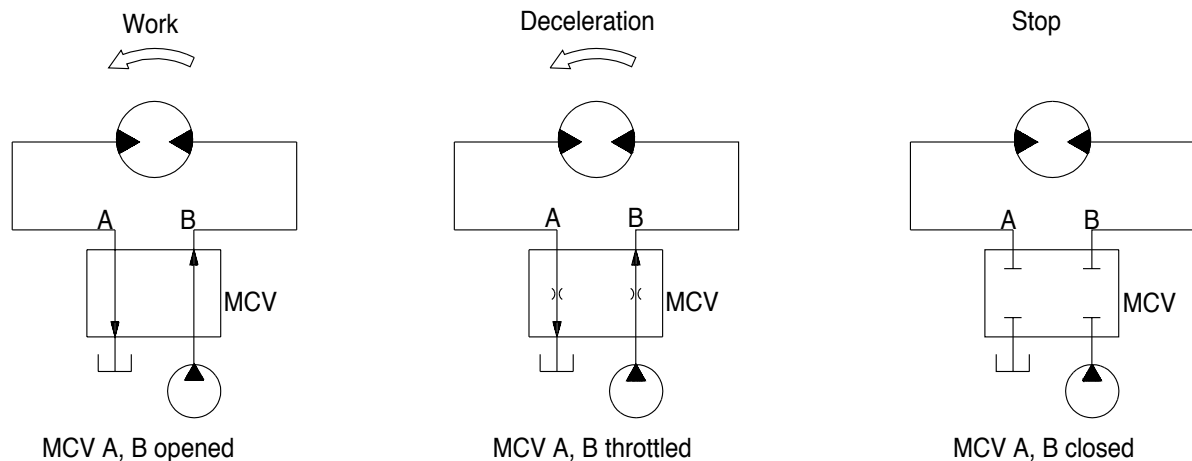 Work
A B
MCV
MCV A, B opened
Deceleration
A B
MCV
MCV A, B throttled
Stop
A B
MCV
MCV A, B closed